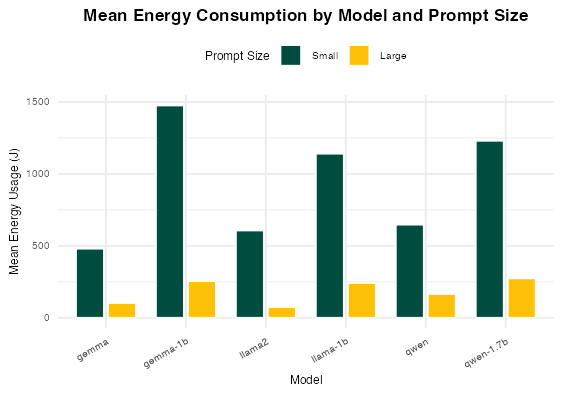 Mean Energy Consumption by Model and Prompt Size
Prompt Size Small Large
Mean Energy Usage (J)
1500
1000
500
0
gemma gemma-1b llama2 llama-1b qwen qwen-1.7b
Model